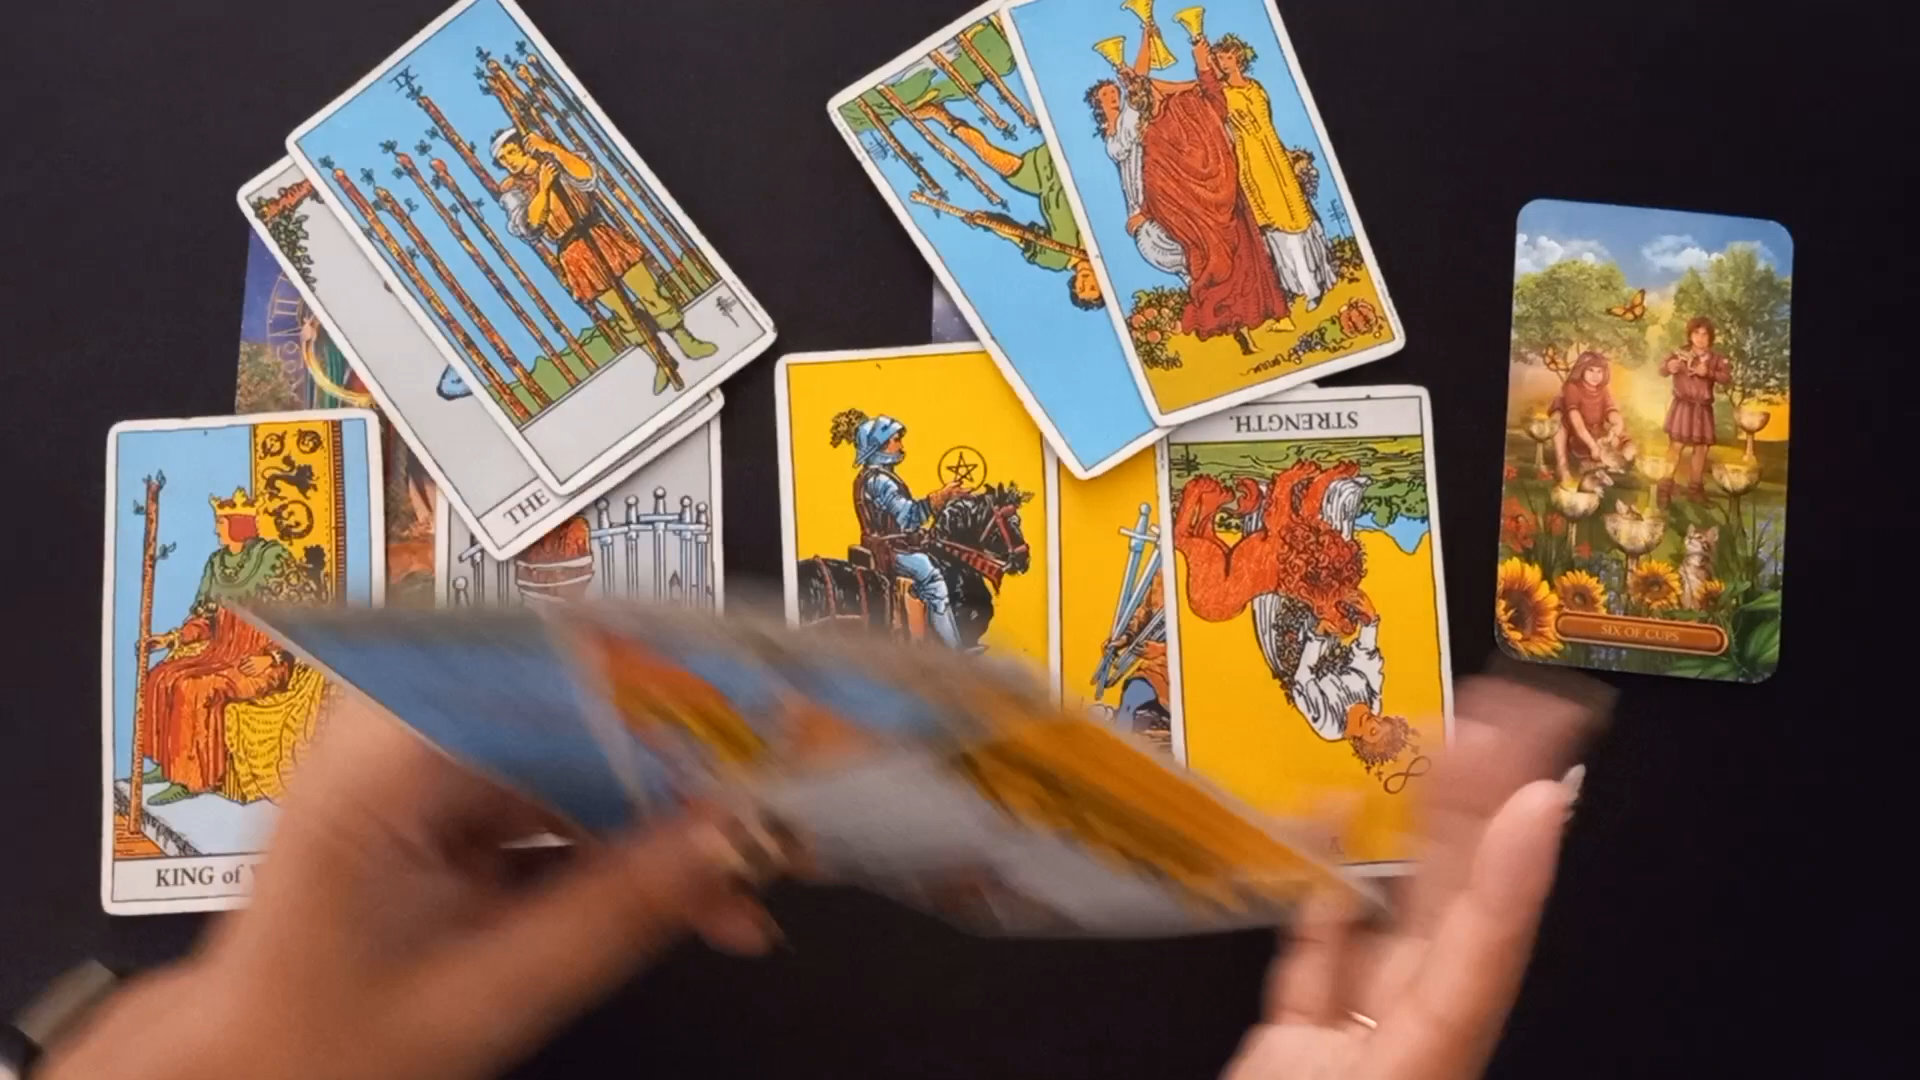 IX
STRENGTH.
THE
SIX OF CUPS
KING of